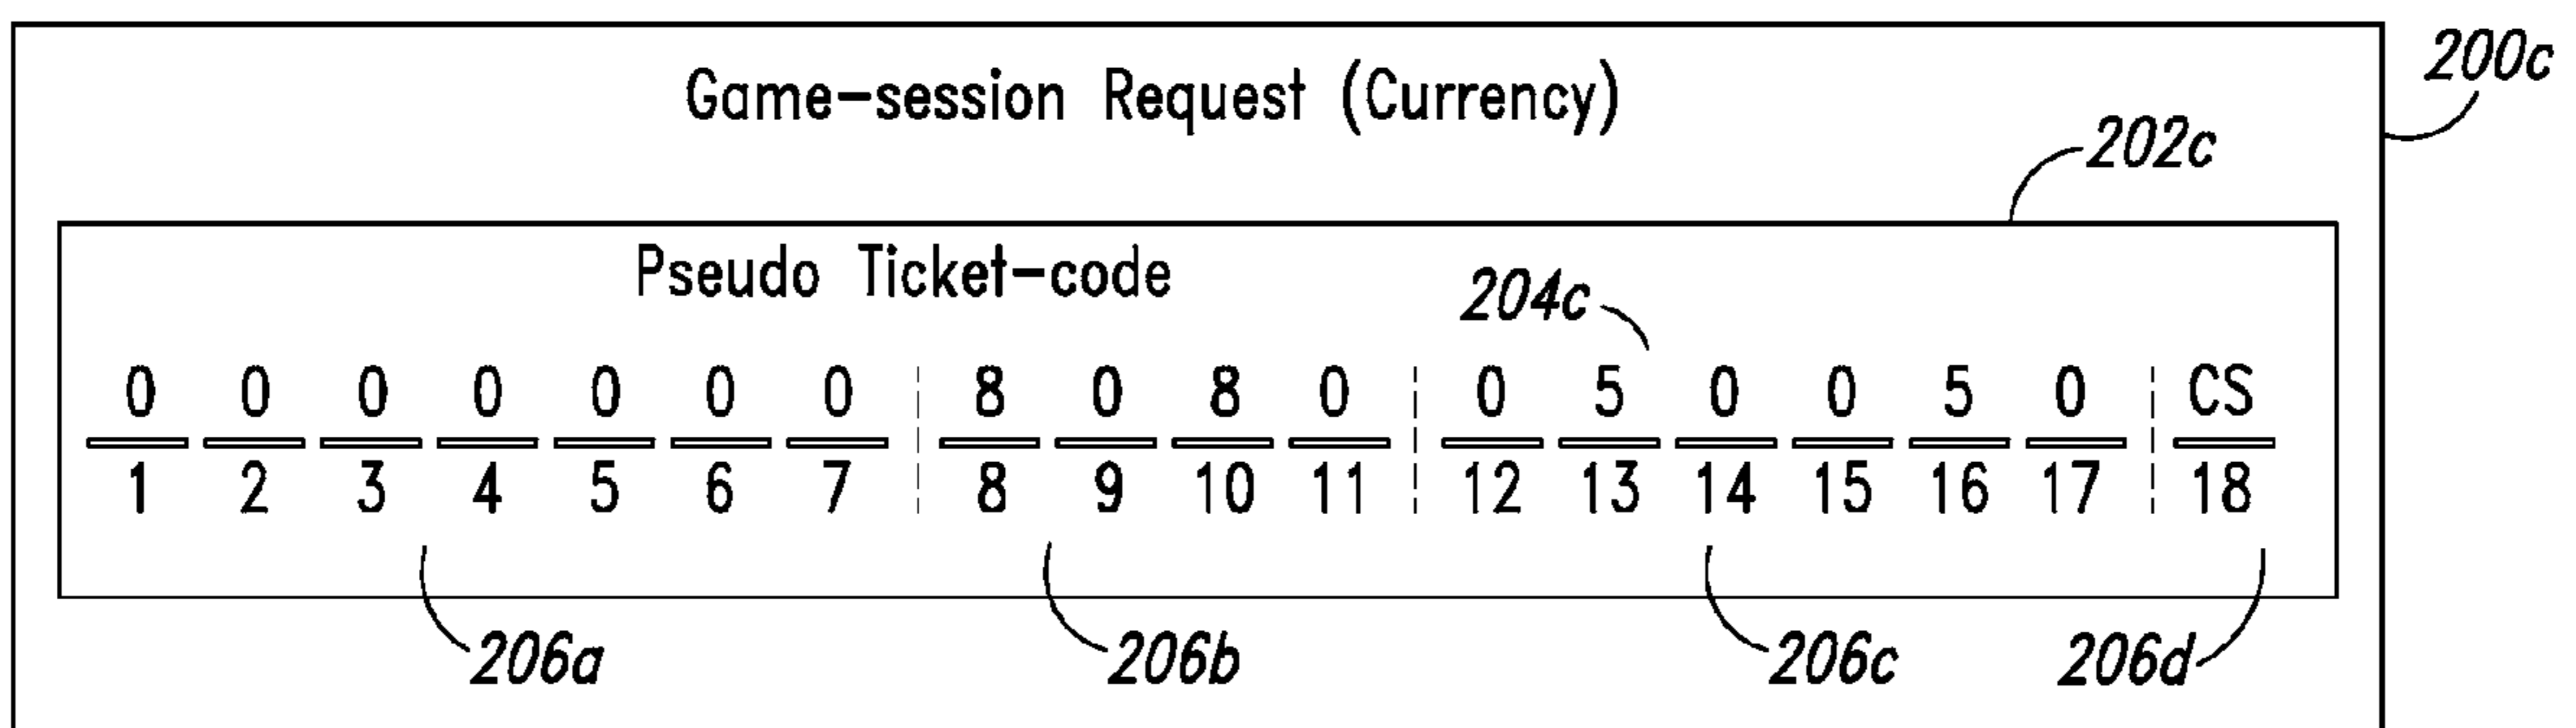 Game-session Request (Currency)
200c
202c
Pseudo Ticket-code
204c
0 0 0 0 0 0 0 8 0 8 0 0 5 0 0 5 0 CS
1 2 3 4 5 6 7 8 9 10 11 12 13 14 15 16 17 18
206a 206b 206c 206d